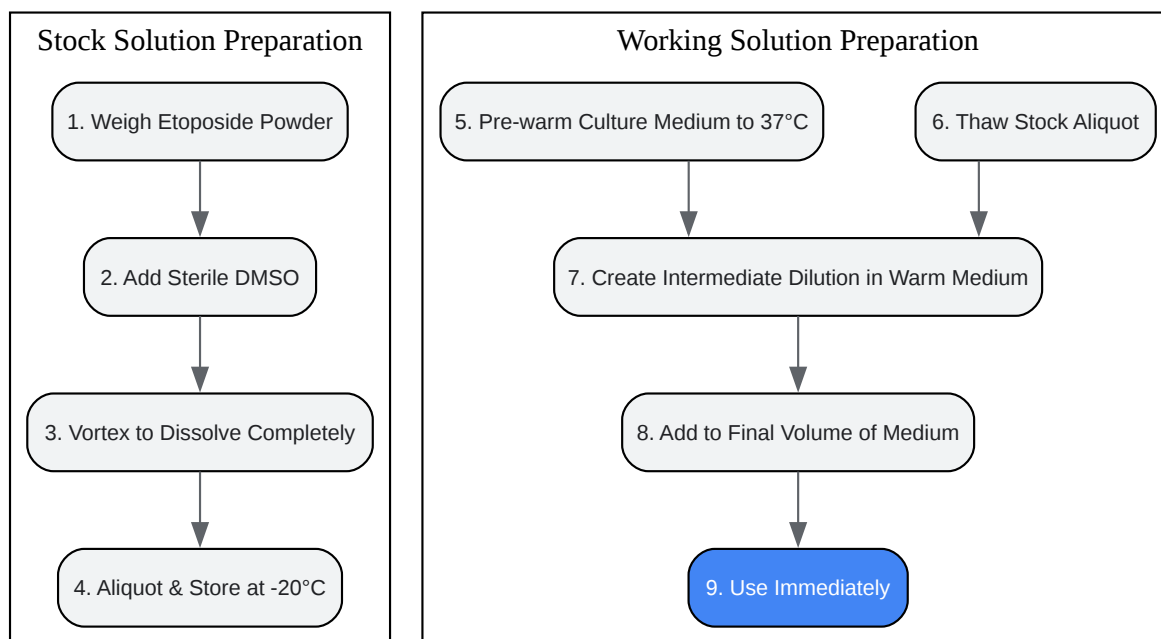 Stock Solution Preparation
1. Weigh Etoposide Powder
2. Add Sterile DMSO
3. Vortex to Dissolve Completely
4. Aliquot & Store at -20°C
Working Solution Preparation
5. Pre-warm Culture Medium to 37°C
6. Thaw Stock Aliquot
7. Create Intermediate Dilution in Warm Medium
8. Add to Final Volume of Medium
9. Use Immediately